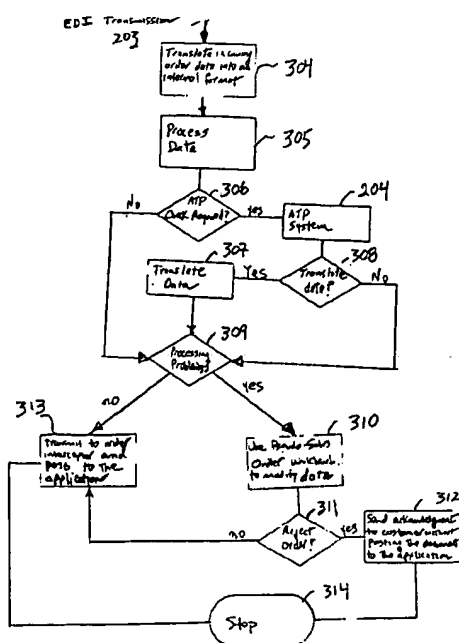 EDI Transmission
203
Translate incoming
order data into an
internal format
304
Process
Data
305
306
ATP
Check Required?
No
yes
204
ATP
System
307
308
Translate
Data
Yes
Translate
data?
No
309
Processing
Problems?
no
yes
313
310
Transmit to order
interceptor and
post to the
application
Use Pseudo-Sales
Order workbench
to modify data
311
312
Reject
Order?
no
yes
Send acknowledgment
to customer without
posting the demand
to the application
314
Stop